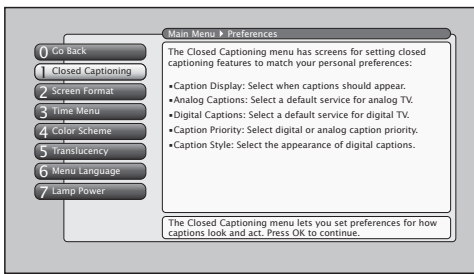 Main Menu ▸ Preferences
0 Go Back
1 Closed Captioning
2 Screen Format
3 Time Menu
4 Color Scheme
5 Translucency
6 Menu Language
7 Lamp Power
The Closed Captioning menu has screens for setting closed
captioning features to match your personal preferences:
▪Caption Display: Select when captions should appear.
▪Analog Captions: Select a default service for analog TV.
▪Digital Captions: Select a default service for digital TV.
▪Caption Priority: Select digital or analog caption priority.
▪Caption Style: Select the appearance of digital captions.
The Closed Captioning menu lets you set preferences for how
captions look and act. Press OK to continue.